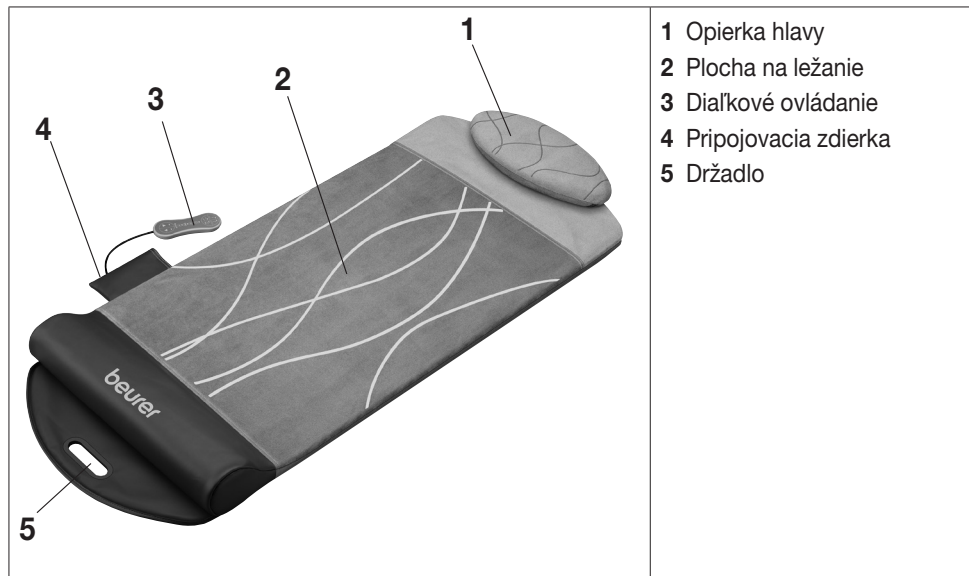 1
2
3
4
5
beurer
1 Opierka hlavy
2 Plocha na ležanie
3 Diaľkové ovládanie
4 Pripojovacia zdierka
5 Držadlo